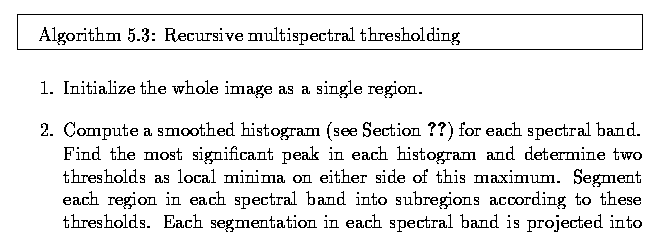 Algorithm 5.3: Recursive multispectral thresholding
1. Initialize the whole image as a single region.
2. Compute a smoothed histogram (see Section ??) for each spectral band.
Find the most significant peak in each histogram and determine two
thresholds as local minima on either side of this maximum. Segment
each region in each spectral band into subregions according to these
thresholds. Each segmentation in each spectral band is projected into